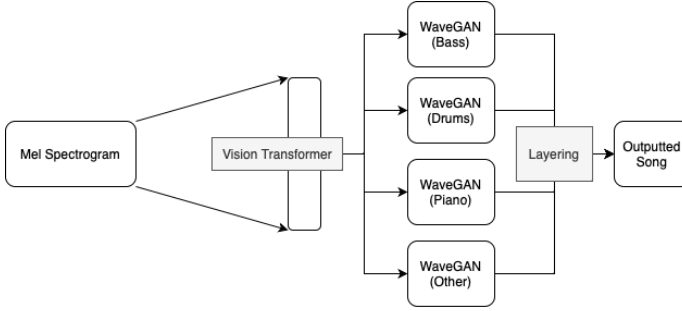 Mel Spectrogram
Vision Transformer
WaveGAN
(Bass)
WaveGAN
(Drums)
WaveGAN
(Piano)
WaveGAN
(Other)
Layering
Outputted
Song